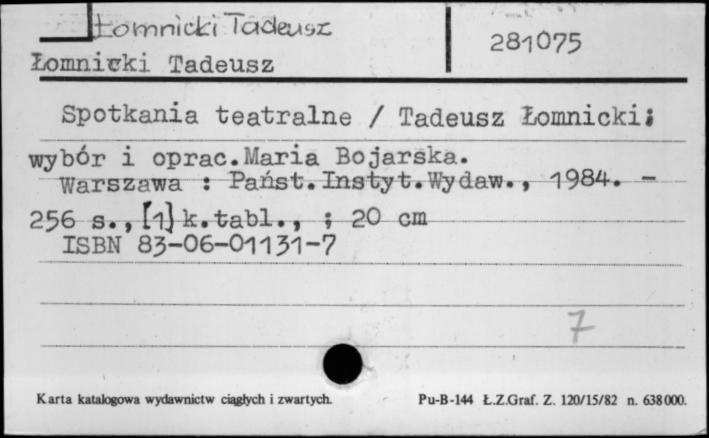 Łomnicki Tadeusz
281075
Łomnicki Tadeusz
Spotkania teatralne / Tadeusz Łomnicki;
wybór i oprac.Maria Bojarska.
Warszawa : Państ.Instyt.Wydaw., 1984. -
256 s., [1] k.tabl., ; 20 cm
ISBN 83-06-01131-7
7
Karta katalogowa wydawnictw ciągłych i zwartych.
Pu-B-144 Ł.Z.Graf. Z. 120/15/82 n. 638000.